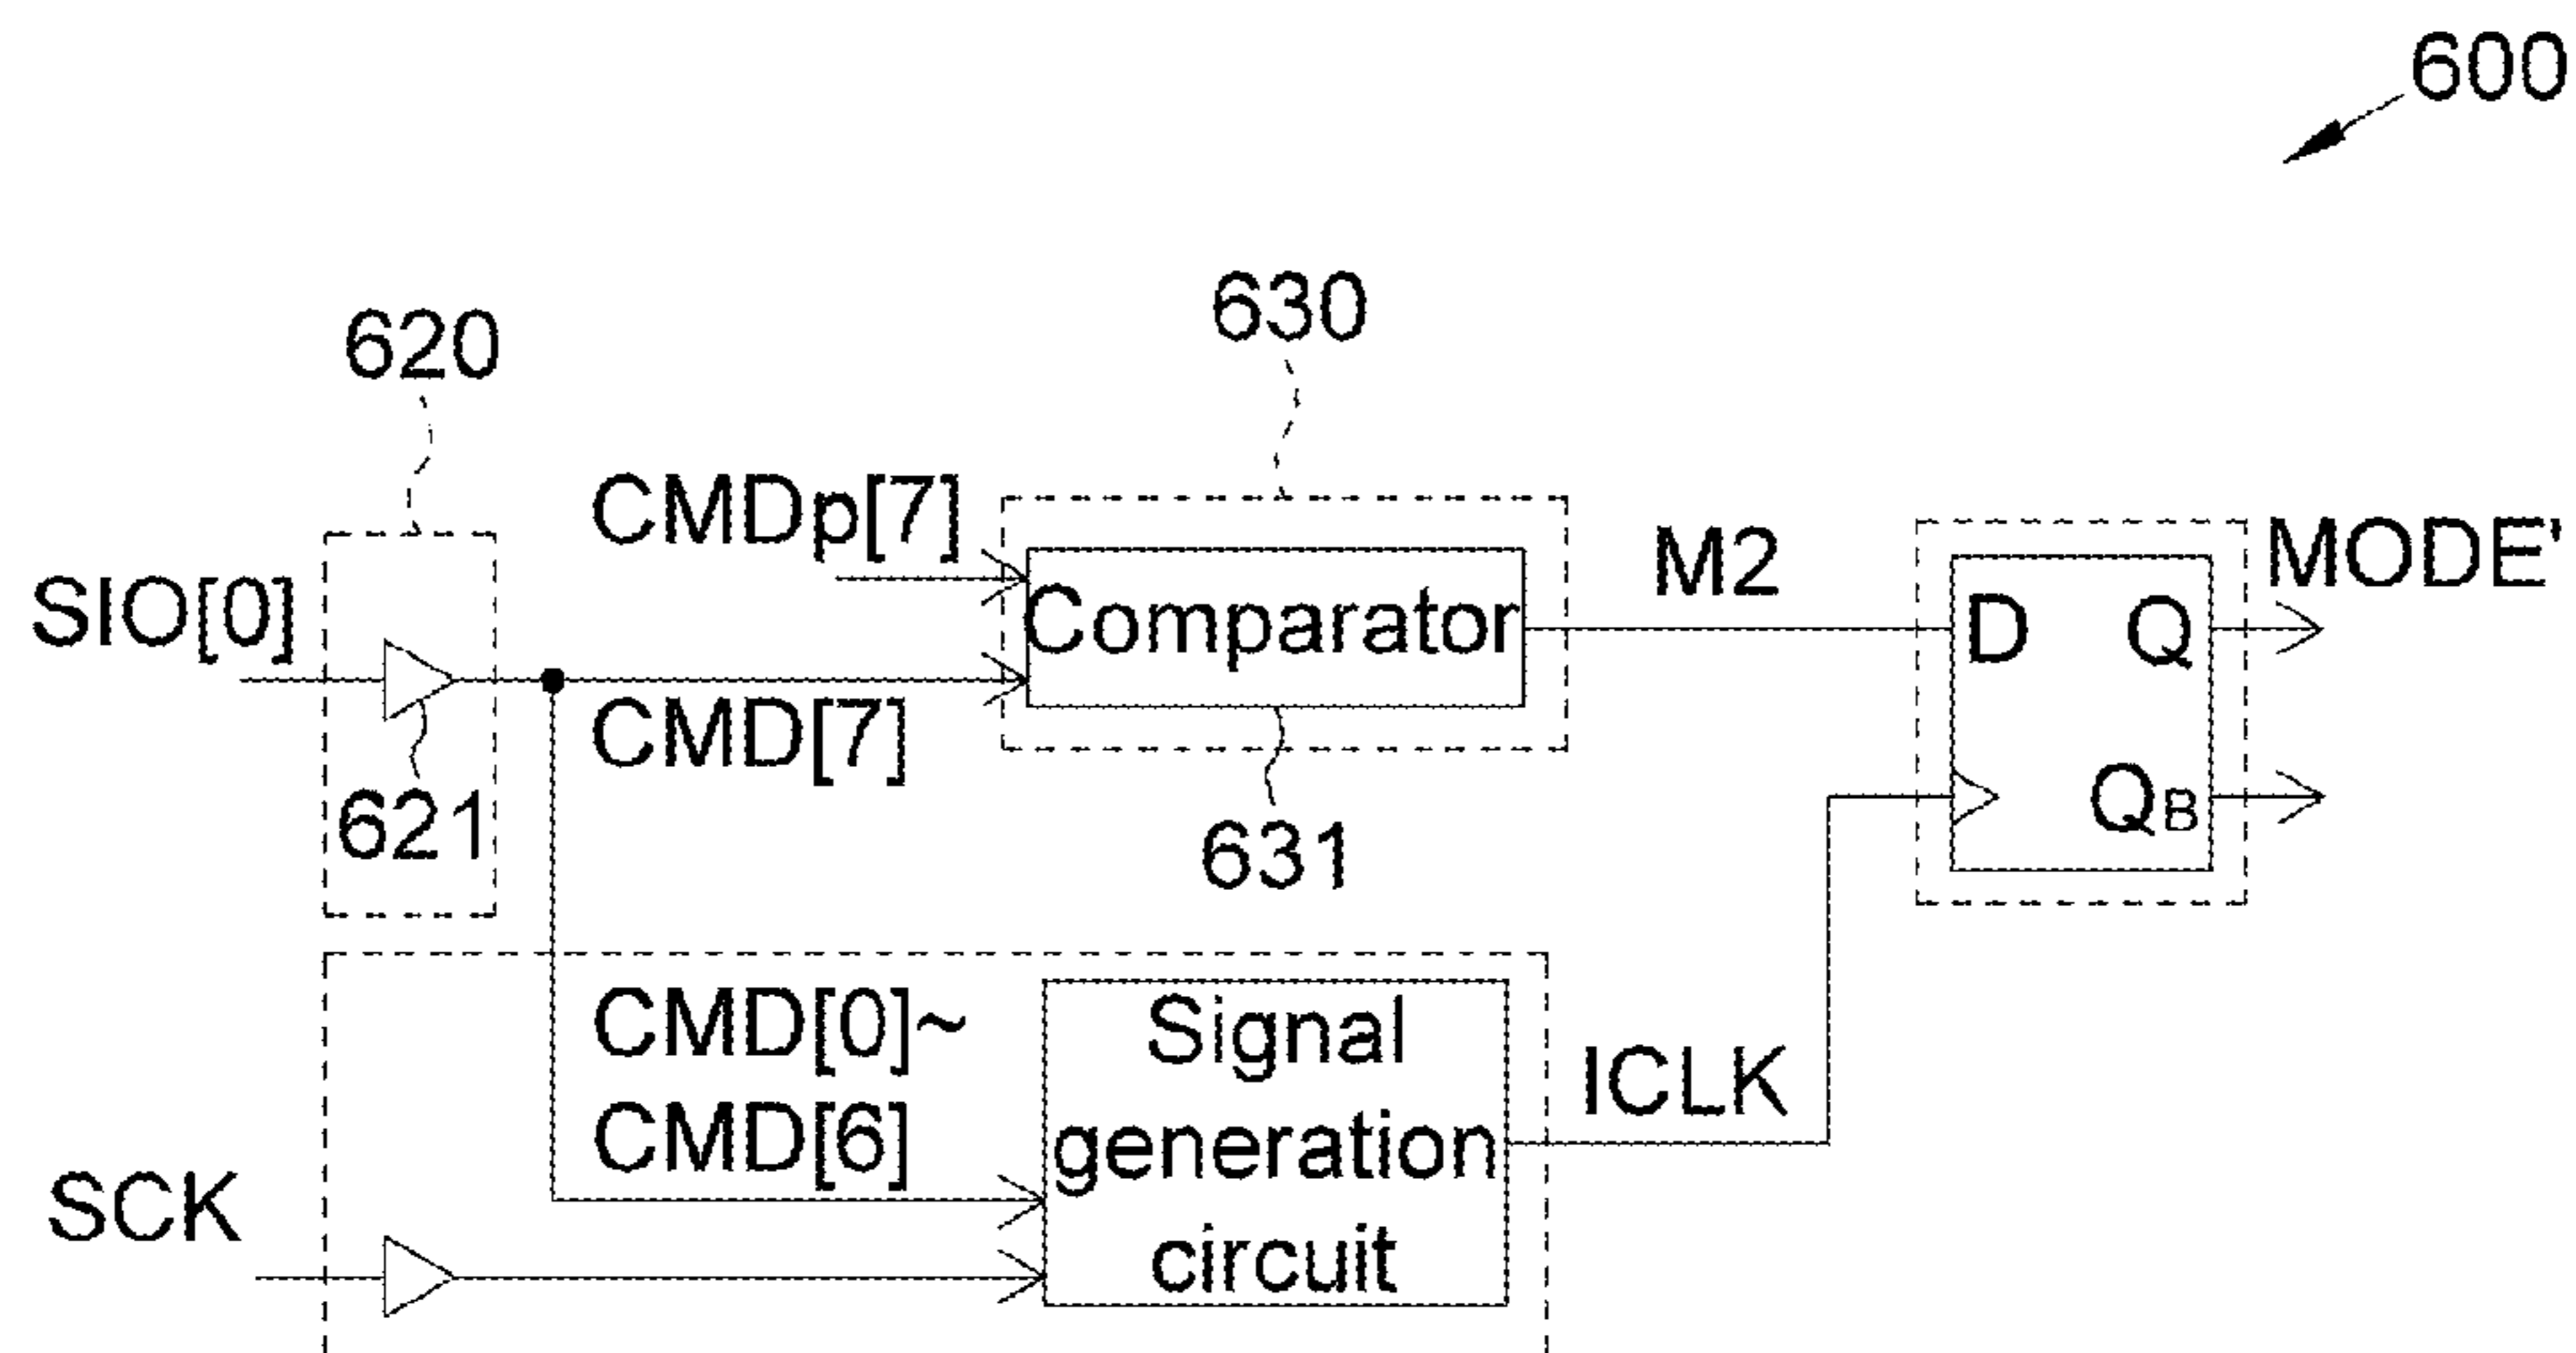 600
620
630
SIO[0]
621
CMDp[7]
CMD[7]
Comparator
631
M2
D Q
QB
MODE'
CMD[0]~
CMD[6]
SCK
Signal
generation
circuit
ICLK